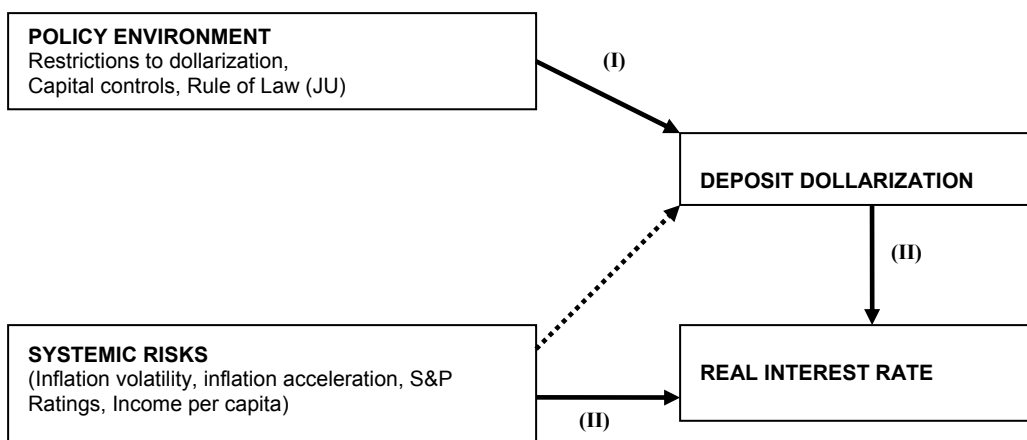 POLICY ENVIRONMENT
Restrictions to dollarization,
Capital controls, Rule of Law (JU)
(I)
DEPOSIT DOLLARIZATION
(II)
SYSTEMIC RISKS
(Inflation volatility, inflation acceleration, S&P
Ratings, Income per capita)
(II)
REAL INTEREST RATE